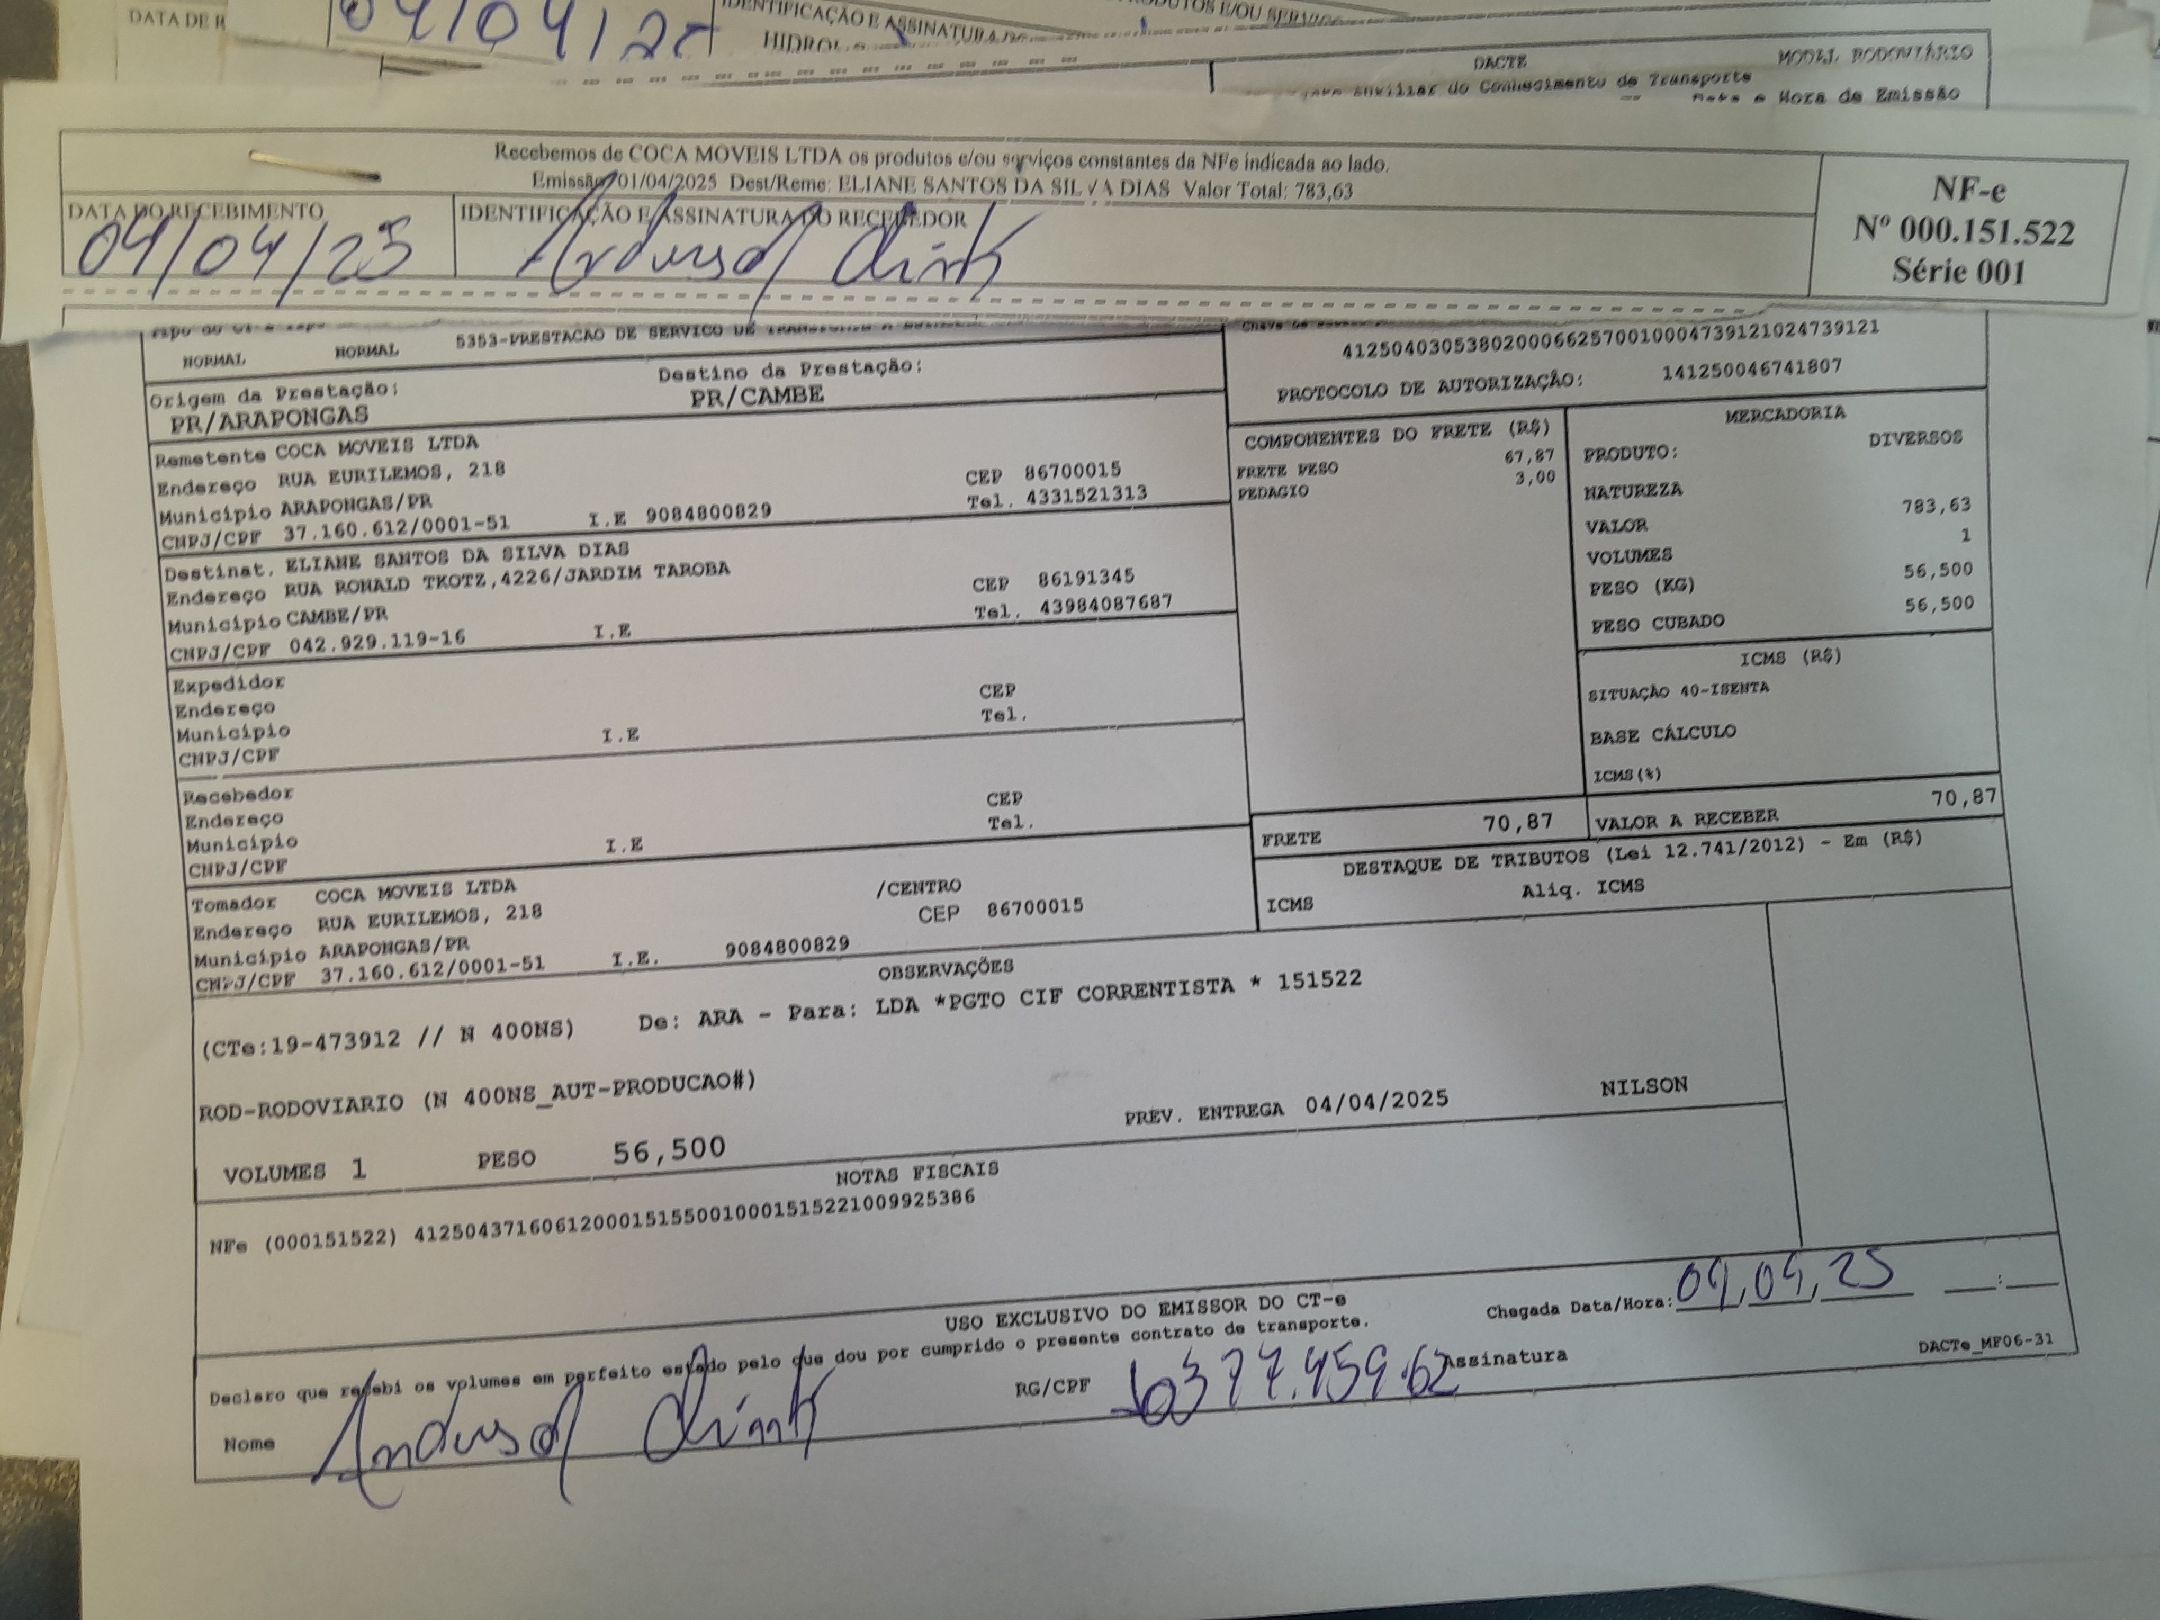 DATA DE R
04/04/25
IDENTIFICAÇÃO E ASSINATURA DO
DACTE
MODAL RODOVIÁRIO
Auxiliar do Conhecimento de Transporte
Data e Hora de Emissão
Recebemos de COCA MOVEIS LTDA os produtos e/ou serviços constantes da NFe indicada ao lado.
Emissão: 01/04/2025 Dest/Reme: ELIANE SANTOS DA SILVA DIAS Valor Total: 783,63
DATA DO RECEBIMENTO
IDENTIFICAÇÃO E ASSINATURA DO RECEBEDOR
04/04/25
NF-e
Nº 000.151.522
Série 001
NORMAL NORMAL 5353-PRESTACAO DE SERVICO DE
41250403053802000662570010004739121024739121
Origem da Prestação: Destino da Prestação:
PR/ARAPONGAS PR/CAMBE
PROTOCOLO DE AUTORIZAÇÃO: 141250046741807
Remetente COCA MOVEIS LTDA
Endereço RUA EURILEMOS, 218 CEP 86700015
Município ARAPONGAS/PR Tel. 4331521313
CNPJ/CPF 37.160.612/0001-51 I.E 9084800829
Destinat. ELIANE SANTOS DA SILVA DIAS
Endereço RUA RONALD TKOTZ,4226/JARDIM TAROBA CEP 86191345
Município CAMBE/PR Tel. 43984087687
CNPJ/CPF 042.929.119-16 I.E
Expedidor
Endereço CEP
Município Tel.
CNPJ/CPF I.E
Recebedor
Endereço CEP
Município Tel.
CNPJ/CPF I.E
Tomador COCA MOVEIS LTDA /CENTRO
Endereço RUA EURILEMOS, 218 CEP 86700015
Município ARAPONGAS/PR
CNPJ/CPF 37.160.612/0001-51 I.E. 9084800829
COMPONENTES DO FRETE (R$)
FRETE PESO 67,87
PEDAGIO 3,00
MERCADORIA
PRODUTO: DIVERSOS
NATUREZA
VALOR 783,63
VOLUMES 1
PESO (KG) 56,500
PESO CUBADO 56,500
ICMS (R$)
SITUAÇÃO 40-ISENTA
BASE CÁLCULO
ICMS(%)
FRETE 70,87 VALOR A RECEBER 70,87
DESTAQUE DE TRIBUTOS (Lei 12.741/2012) - Em (R$)
ICMS Aliq. ICMS
OBSERVAÇÕES
(CTe:19-473912 // N 400NS) De: ARA - Para: LDA *PGTO CIF CORRENTISTA * 151522
ROD-RODOVIARIO (N 400NS_AUT-PRODUCAO#)
PREV. ENTREGA 04/04/2025 NILSON
VOLUMES 1 PESO 56,500
NOTAS FISCAIS
NFe (000151522) 41250437160612000151550010001515221009925386
USO EXCLUSIVO DO EMISSOR DO CT-e
Chegada Data/Hora: 04,04,25 __:__
Declaro que recebi os volumes em perfeito estado pelo que dou por cumprido o presente contrato de transporte.
Nome RG/CPF Assinatura
DACTe_MF06-31